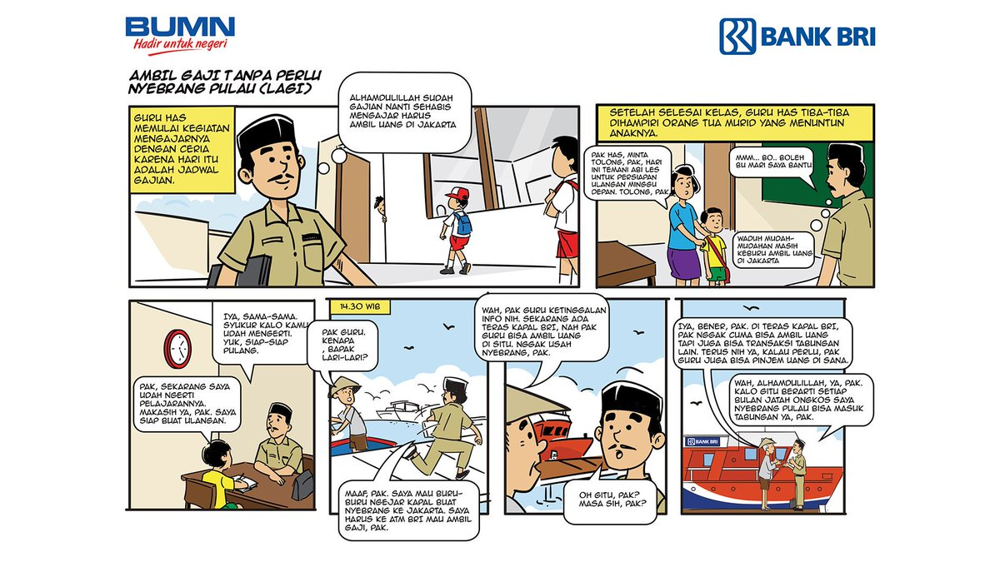 BUMN
Hadir untuk negeri
BANK BRI
AMBIL GAJI TANPA PERLU
NYEBRANG PULAU (LAGI)
GURU HAS
MEMULAI KEGIATAN
MENGAJARNYA
DENGAN CERIA
KARENA HARI ITU
ADALAH JADWAL
GAJIAN.
ALHAMDULILLAH SUDAH
GAJIAN NANTI SEHABIS
MENGAJAR HARUS
AMBIL UANG DI JAKARTA
SETELAH SELESAI KELAS, GURU HAS TIBA-TIBA
DIHAMPIRI ORANG TUA MURID YANG MENUNTUN
ANAKNYA.
PAK HAS, MINTA
TOLONG, PAK, HARI
INI TEMANI ABI LES
UNTUK PERSIAPAN
ULANGAN MINGGU
DEPAN. TOLONG, PAK.
MMM... BO.. BOLEH
BU MARI SAYA BANTU
WADUH MUDAH-
MUDAHAN MASIH
KEBURU AMBIL UANG
DI JAKARTA
PAK, SEKARANG SAYA
UDAH NGERTI
PELAJARANNYA.
MAKASIH YA, PAK. SAYA
SIAP BUAT ULANGAN.
IYA, SAMA-SAMA.
SYUKUR KALO KAMU
UDAH MENGERTI.
YUK, SIAP-SIAP
PULANG.
14.30 WIB
PAK GURU.
KENAPA
, BAPAK
LARI-LARI?
MAAF, PAK. SAYA MAU BURU-
BURU NGEJAR KAPAL BUAT
NYEBRANG KE JAKARTA. SAYA
HARUS KE ATM BRI MAU AMBIL
GAJI, PAK.
WAH, PAK GURU KETINGGALAN
INFO NIH. SEKARANG ADA
TERAS KAPAL BRI, NAH PAK
GURU BISA AMBIL UANG
DI SITU. NGGAK USAH
NYEBRANG, PAK.
OH GITU, PAK?
MASA SIH, PAK?
IYA, BENER, PAK. DI TERAS KAPAL BRI,
PAK NGGAK CUMA BISA AMBIL UANG
TAPI JUGA BISA TRANSAKSI TABUNGAN
LAIN. TERUS NIH YA, KALAU PERLU, PAK
GURU JUGA BISA PINJEM UANG DI SANA.
WAH, ALHAMDULILLAH, YA, PAK.
KALO GITU BERARTI SETIAP
BULAN JATAH ONGKOS SAYA
NYEBRANG PULAU BISA MASUK
TABUNGAN YA, PAK.
BANK BRI